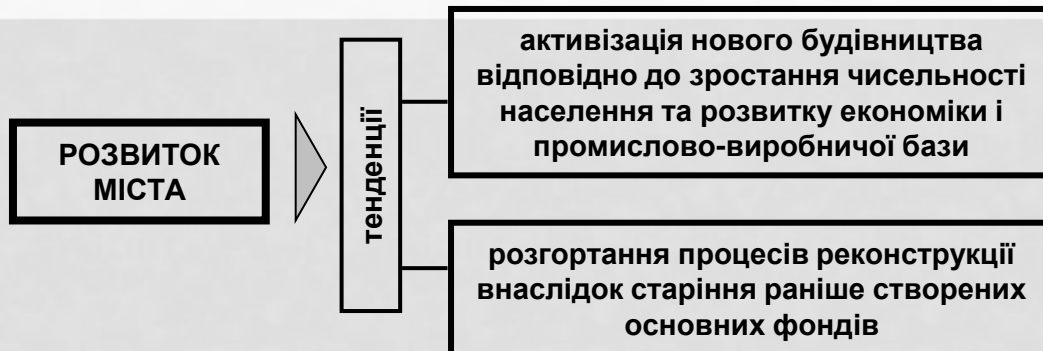 РОЗВИТОК
МІСТА
тенденції
активізація нового будівництва
відповідно до зростання чисельності
населення та розвитку економіки і
промислово-виробничої бази
розгортання процесів реконструкції
внаслідок старіння раніше створених
основних фондів